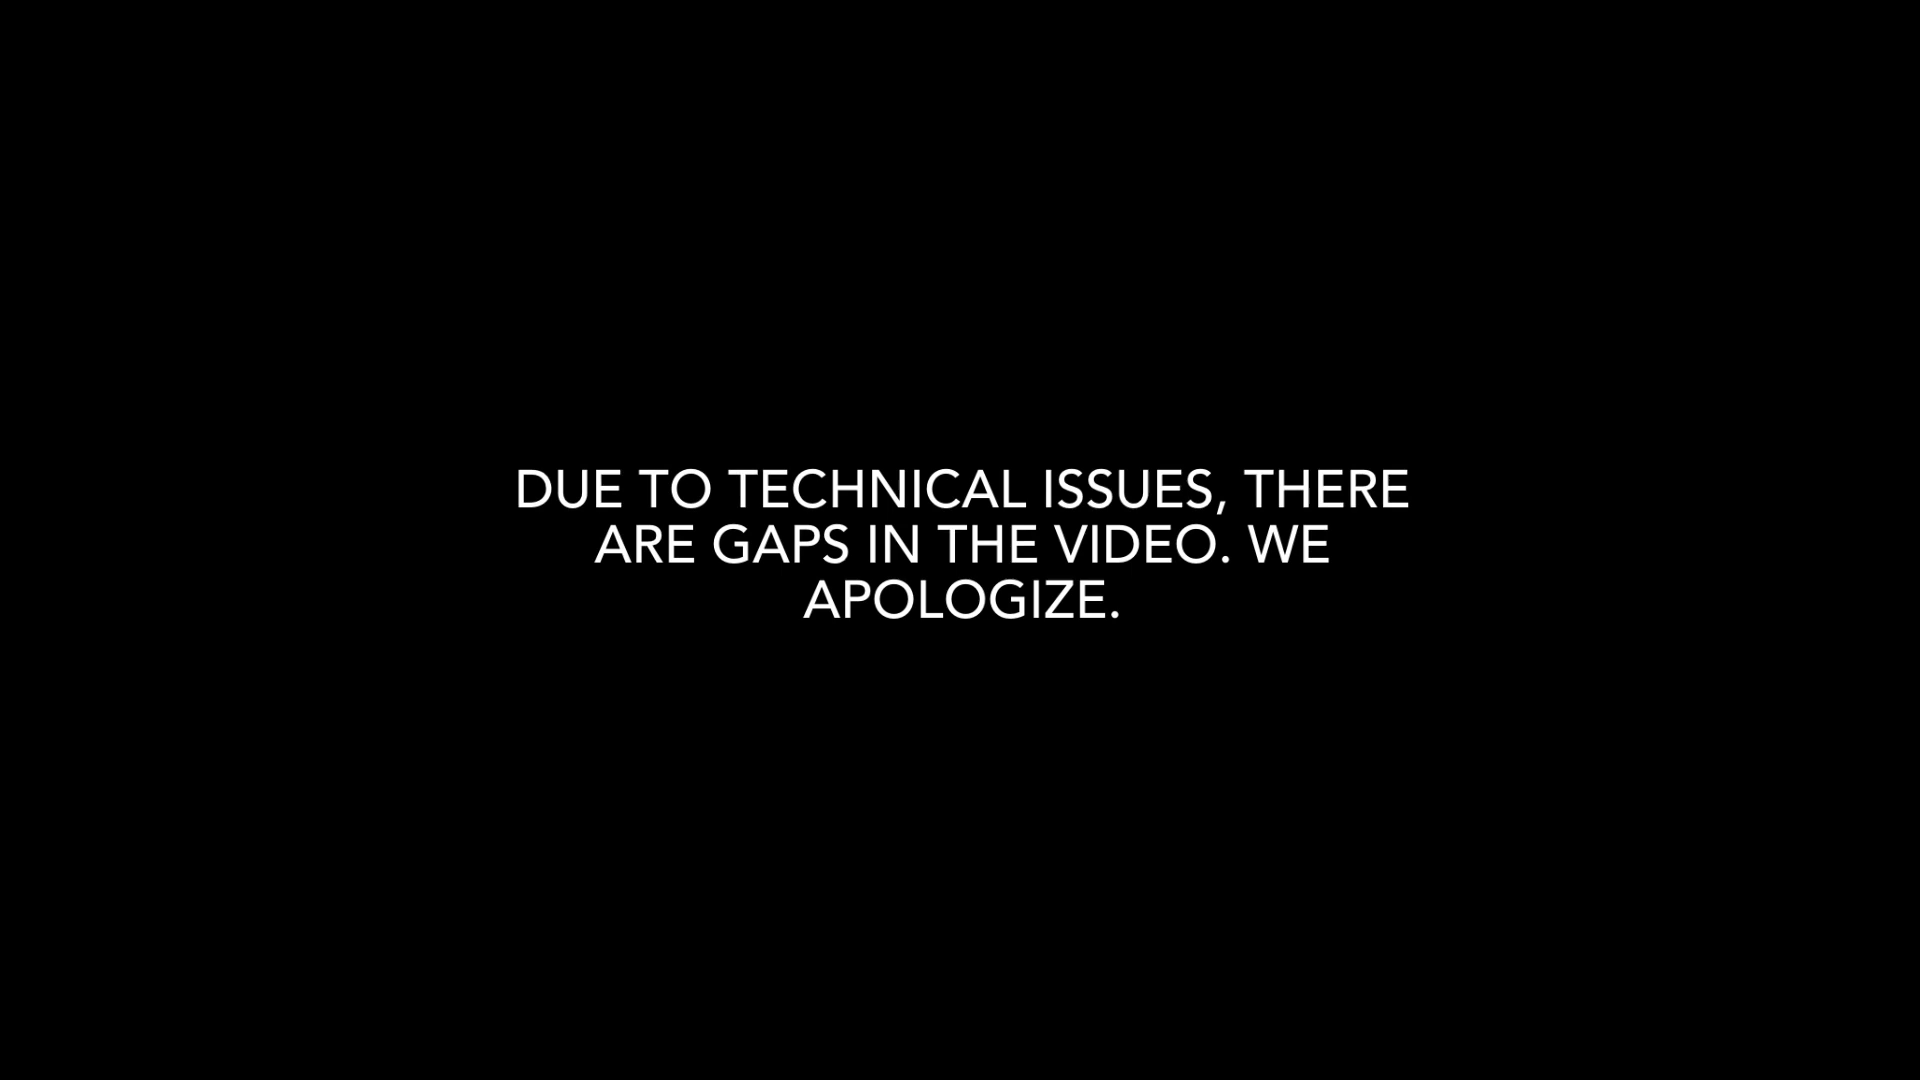 DUE TO TECHNICAL ISSUES, THERE
ARE GAPS IN THE VIDEO. WE
APOLOGIZE.